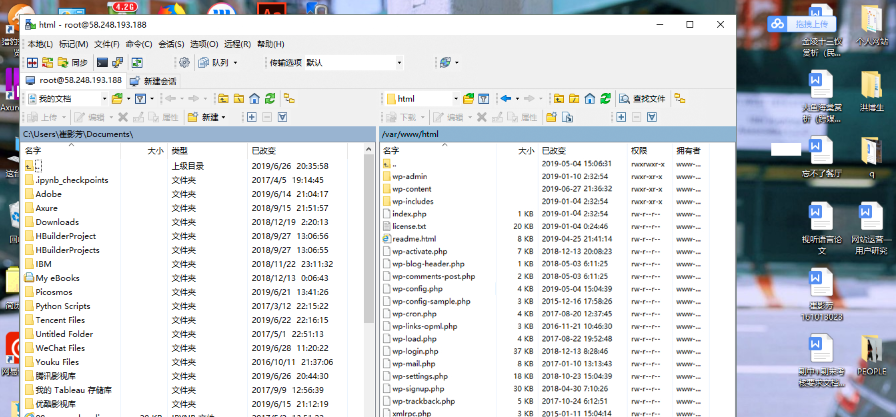 html - root@58.248.193.188
本地(L) 标记(M) 文件(F) 命令(C) 会话(S) 选项(O) 远程(R) 帮助(H)
同步 队列 传输选项 默认
root@58.248.193.188 新建会话
我的文档 html 查找文件
上传 编辑 属性 新建 下载 编辑 属性
C:\Users\崔影芳\Documents\ /var/www/html
名字 大小 类型 已改变
.. 上级目录 2019/6/26 20:35:58
.ipynb_checkpoints 文件夹 2017/4/5 19:14:45
Adobe 文件夹 2019/6/14 21:04:17
Axure 文件夹 2018/9/15 21:51:57
Downloads 文件夹 2018/12/19 2:20:13
HBuilderProject 文件夹 2018/9/27 13:06:56
HBuilderProjects 文件夹 2018/9/27 13:06:55
IBM 文件夹 2018/11/22 23:11:32
My eBooks 文件夹 2018/12/13 0:06:43
Picosmos 文件夹 2019/6/21 13:41:26
Python Scripts 文件夹 2017/3/12 22:15:22
Tencent Files 文件夹 2019/6/22 22:16:15
Untitled Folder 文件夹 2017/5/1 22:51:13
WeChat Files 文件夹 2019/6/28 11:20:22
Youku Files 文件夹 2016/10/11 21:37:06
腾讯影视库 文件夹 2019/6/26 20:44:30
我的 Tableau 存储库 文件夹 2017/9/9 12:56:39
优酷影视库 文件夹 2019/6/15 21:12:19
名字 大小 已改变 权限 拥有者
.. 2019-05-04 15:06:31 rwxrwxr-x www-...
wp-admin 2019-01-10 2:32:54 rwxr-xr-x www-...
wp-content 2019-06-27 21:36:32 rwxr-xr-x www-...
wp-includes 2019-01-04 2:32:54 rwxr-xr-x www-...
index.php 1 KB 2019-01-04 2:32:54 rw-r--r-- www-...
license.txt 20 KB 2019-01-04 0:24:46 rw-r--r-- www-...
readme.html 8 KB 2019-04-25 21:41:14 rw-r--r-- www-...
wp-activate.php 7 KB 2018-12-13 20:08:23 rw-r--r-- www-...
wp-blog-header.php 1 KB 2018-05-03 6:11:25 rw-r--r-- www-...
wp-comments-post.php 2 KB 2018-05-03 6:11:25 rw-r--r-- www-...
wp-config.php 4 KB 2019-05-04 15:04:39 rw-r--r-- www-...
wp-config-sample.php 3 KB 2015-12-16 17:58:26 rw-r--r-- www-...
wp-cron.php 4 KB 2017-08-20 12:37:45 rw-r--r-- www-...
wp-links-opml.php 3 KB 2016-11-21 10:46:30 rw-r--r-- www-...
wp-load.php 4 KB 2017-08-22 19:52:48 rw-r--r-- www-...
wp-login.php 37 KB 2018-12-13 8:28:46 rw-r--r-- www-...
wp-mail.php 8 KB 2017-01-10 13:13:43 rw-r--r-- www-...
wp-settings.php 18 KB 2018-10-23 15:04:39 rw-r--r-- www-...
wp-signup.php 30 KB 2018-04-30 7:10:26 rw-r--r-- www-...
wp-trackback.php 5 KB 2017-10-24 6:12:51 rw-r--r-- www-...
xmlrpc.php 3 KB 2015-01-11 15:04:14 rw-r--r-- www-...
拖拽上传
个人网站
洪博生
忘不了餐厅 q
视听语言论文
网站运营—用户研究
崔影芳
PEOPLE
4.26